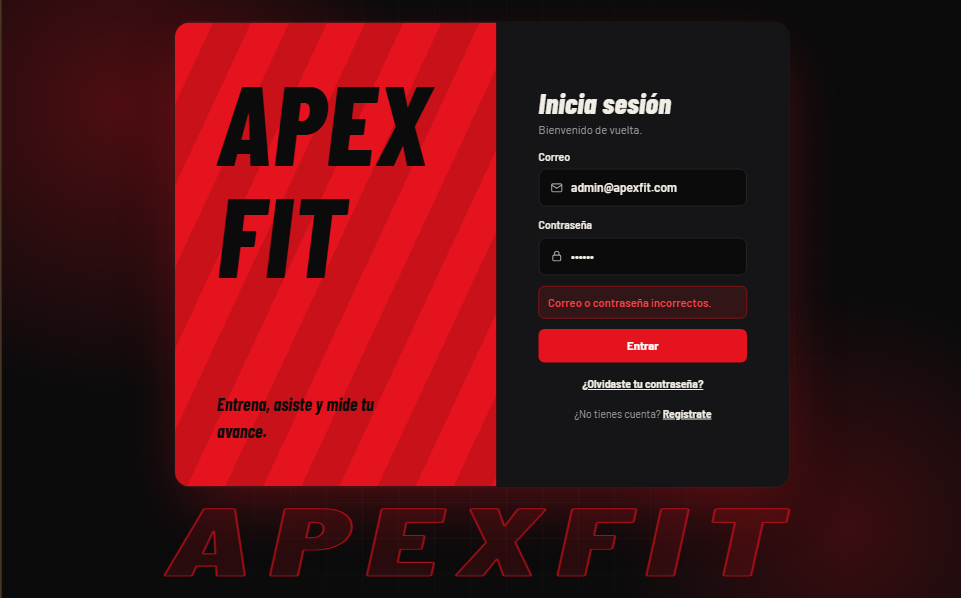 APEX
FIT
Entrena, asiste y mide tu
avance.
Inicia sesión
Bienvenido de vuelta.
Correo
admin@apexfit.com
Contraseña
••••••
Correo o contraseña incorrectos.
Entrar
¿Olvidaste tu contraseña?
¿No tienes cuenta? Regístrate
APEXFIT